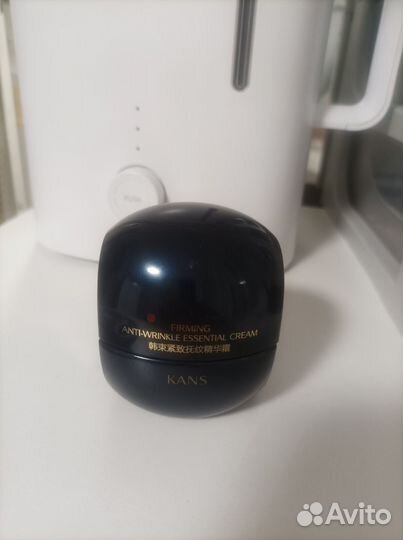 FIRMING
ANTI-WRINKLE ESSENTIAL CREAM
韩束紧致抚纹精华霜
KANS
Avito